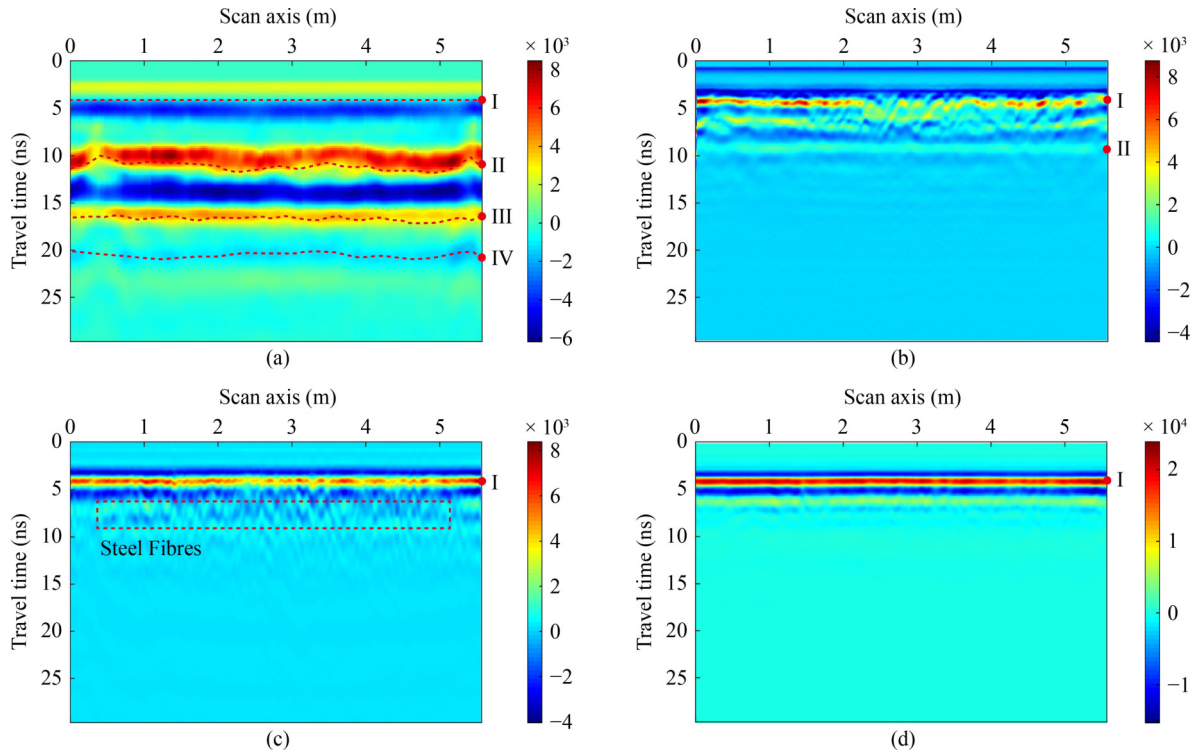 Scan axis (m)
0 1 2 3 4 5
× 10³
Travel time (ns)
0
5
10
15
20
25
I
II
III
IV
8
6
4
2
0
−2
−4
−6
(a)
Scan axis (m)
0 1 2 3 4 5
× 10³
Travel time (ns)
0
5
10
15
20
25
I
II
8
6
4
2
0
−2
−4
(b)
Scan axis (m)
0 1 2 3 4 5
× 10³
Travel time (ns)
0
5
10
15
20
25
I
Steel Fibres
8
6
4
2
0
−2
−4
(c)
Scan axis (m)
0 1 2 3 4 5
× 10⁴
Travel time (ns)
0
5
10
15
20
25
I
2
1
0
−1
(d)